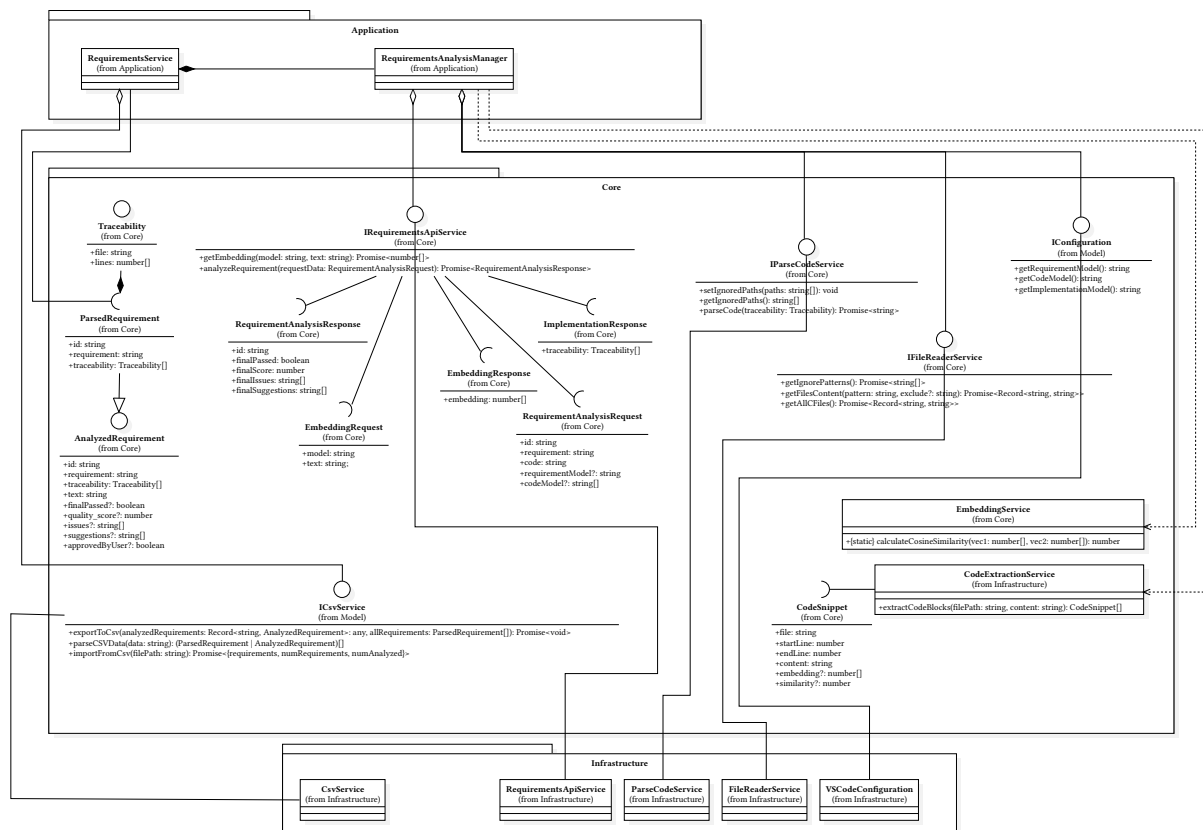 Application
RequirementsService
(from Application)
RequirementsAnalysisManager
(from Application)
Core
Traceability
(from Core)
+file: string
+lines: number[]
IRequirementsApiService
(from Core)
+getEmbedding(model: string, text: string): Promise<number[]>
+analyzeRequirement(requestData: RequirementAnalysisRequest): Promise<RequirementAnalysisResponse>
IParseCodeService
(from Core)
+setIgnoredPaths(paths: string[]): void
+getIgnoredPaths(): string[]
+parseCode(traceability: Traceability): Promise<string>
IConfiguration
(from Model)
+getRequirementModel(): string
+getCodeModel(): string
+getImplementationModel(): string
ParsedRequirement
(from Core)
+id: string
+requirement: string
+traceability: Traceability[]
RequirementAnalysisResponse
(from Core)
+id: string
+finalPassed: boolean
+finalScore: number
+finalIssues: string[]
+finalSuggestions: string[]
ImplementationResponse
(from Core)
+traceability: Traceability[]
EmbeddingResponse
(from Core)
+embedding: number[]
IFileReaderService
(from Core)
+getIgnorePatterns(): Promise<string[]>
+getFilesContent(pattern: string, exclude?: string): Promise<Record<string, string>>
+getAllCFiles(): Promise<Record<string, string>>
EmbeddingRequest
(from Core)
+model: string
+text: string;
RequirementAnalysisRequest
(from Core)
+id: string
+requirement: string
+code: string
+requirementModel?: string
+codeModel?: string[]
AnalyzedRequirement
(from Core)
+id: string
+requirement: string
+traceability: Traceability[]
+text: string
+finalPassed?: boolean
+quality_score?: number
+issues?: string[]
+suggestions?: string[]
+approvedByUser?: boolean
EmbeddingService
(from Core)
+{static} calculateCosineSimilarity(vec1: number[], vec2: number[]): number
CodeExtractionService
(from Infrastructure)
+extractCodeBlocks(filePath: string, content: string): CodeSnippet[]
CodeSnippet
(from Core)
+file: string
+startLine: number
+endLine: number
+content: string
+embedding?: number[]
+similarity?: number
ICsvService
(from Model)
+exportToCsv(analyzedRequirements: Record<string, AnalyzedRequirement>: any, allRequirements: ParsedRequirement[]): Promise<void>
+parseCSVData(data: string): (ParsedRequirement | AnalyzedRequirement)[]
+importFromCsv(filePath: string): Promise<{requirements, numRequirements, numAnalyzed}>
Infrastructure
CsvService
(from Infrastructure)
RequirementsApiService
(from Infrastructure)
ParseCodeService
(from Infrastructure)
FileReaderService
(from Infrastructure)
VSCodeConfiguration
(from Infrastructure)